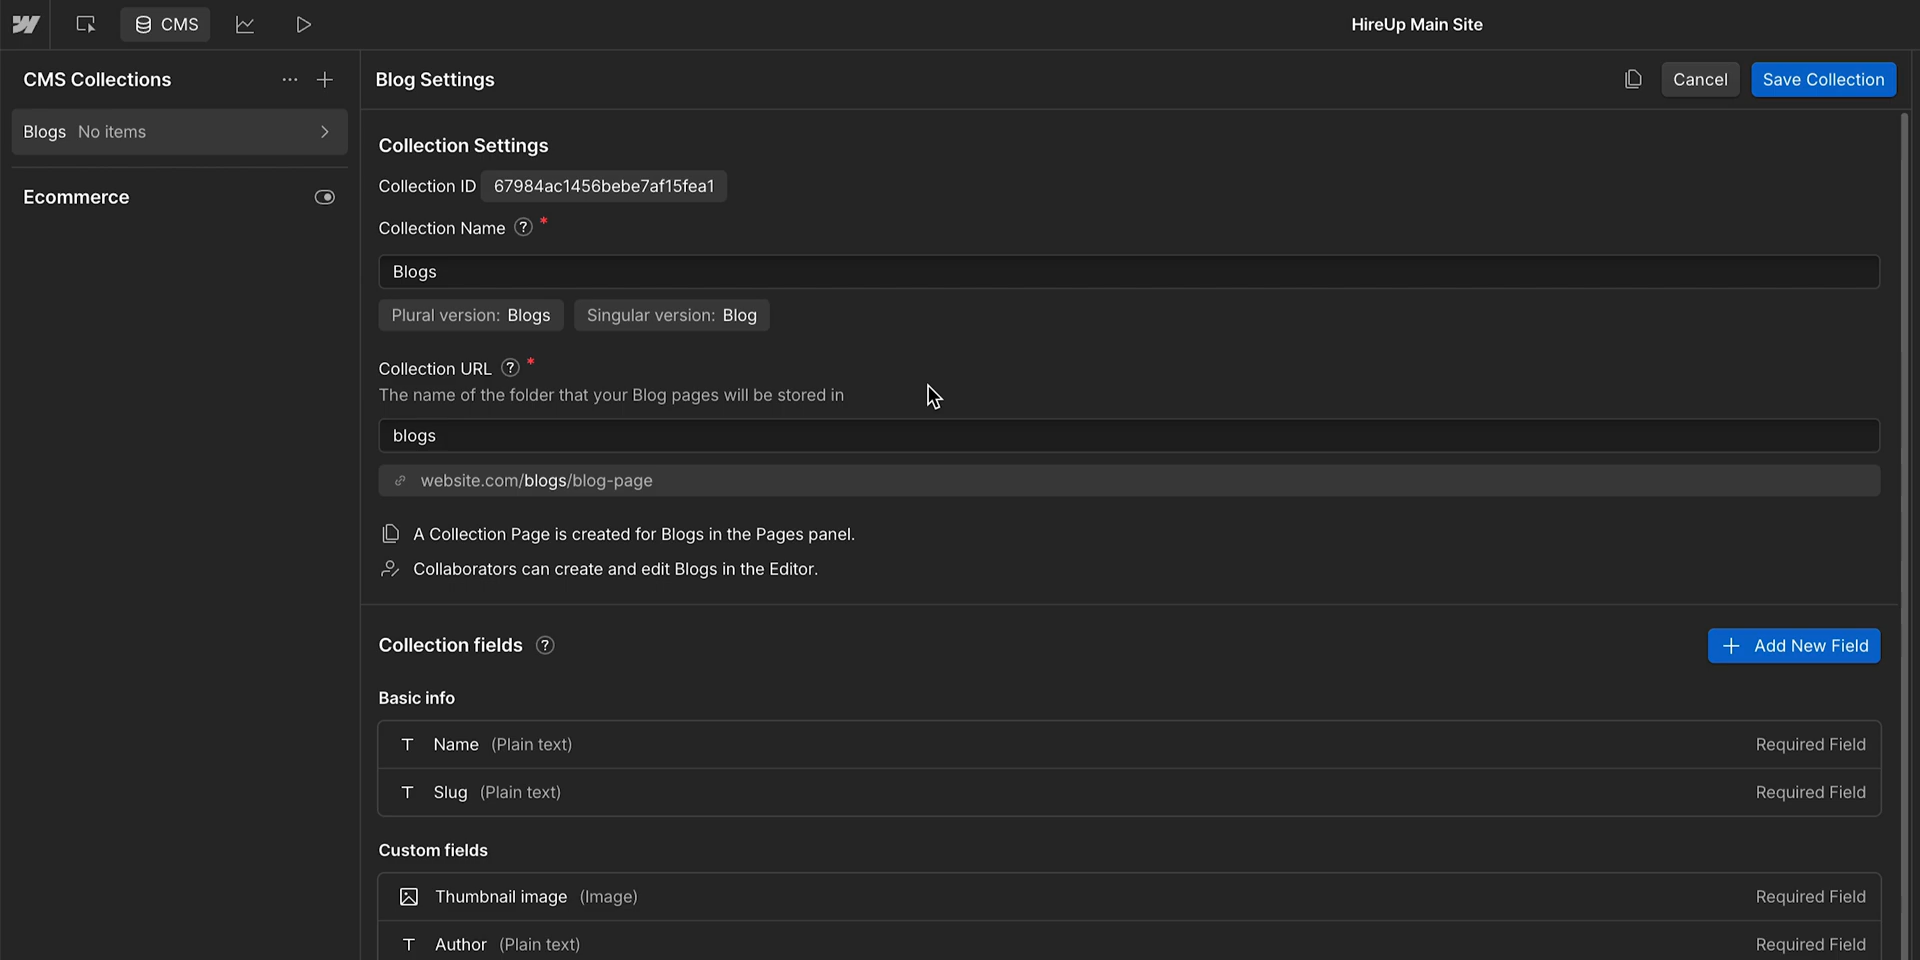 CMS
HireUp Main Site
CMS Collections
Blogs No items
Ecommerce
Blog Settings
Cancel
Save Collection
Collection Settings
Collection ID 67984ac1456bebe7af15fea1
Collection Name ? *
Blogs
Plural version: Blogs
Singular version: Blog
Collection URL ? *
The name of the folder that your Blog pages will be stored in
blogs
website.com/blogs/blog-page
A Collection Page is created for Blogs in the Pages panel.
Collaborators can create and edit Blogs in the Editor.
Collection fields ?
+ Add New Field
Basic info
T Name (Plain text) Required Field
T Slug (Plain text) Required Field
Custom fields
Thumbnail image (Image) Required Field
T Author (Plain text) Required Field